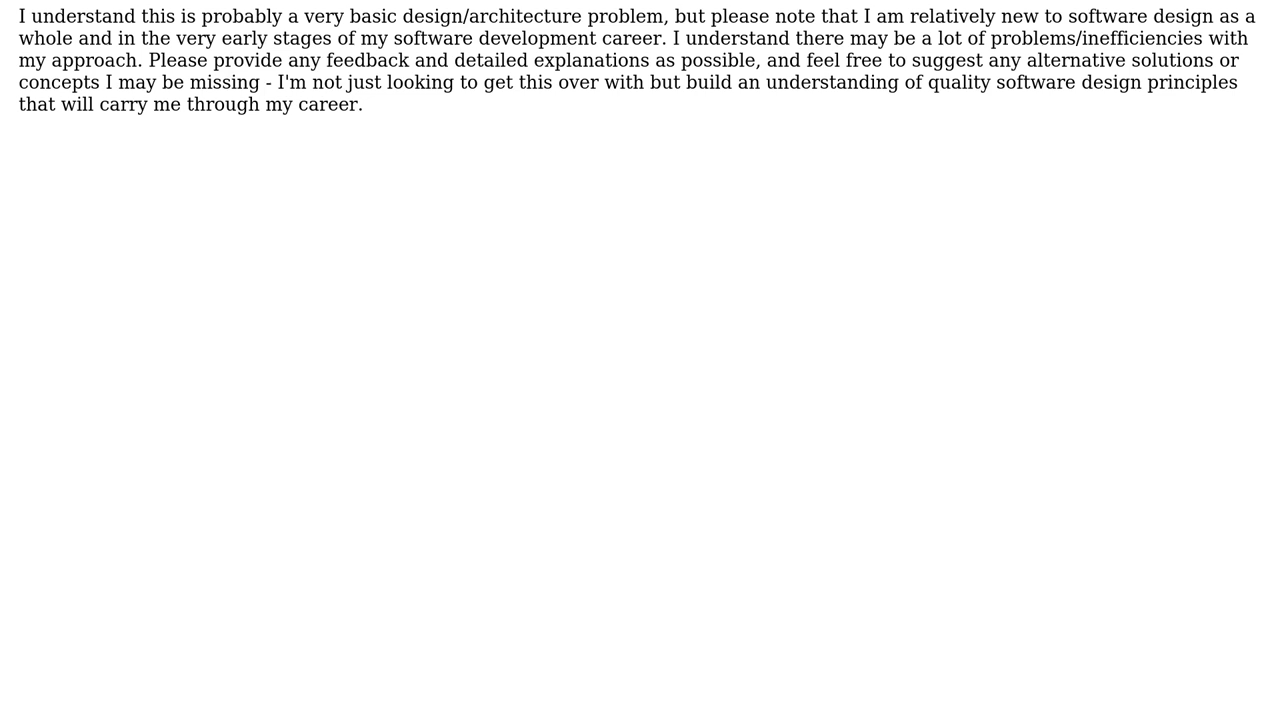 I understand this is probably a very basic design/architecture problem, but please note that I am relatively new to software design as a
whole and in the very early stages of my software development career. I understand there may be a lot of problems/inefficiencies with
my approach. Please provide any feedback and detailed explanations as possible, and feel free to suggest any alternative solutions or
concepts I may be missing - I'm not just looking to get this over with but build an understanding of quality software design principles
that will carry me through my career.